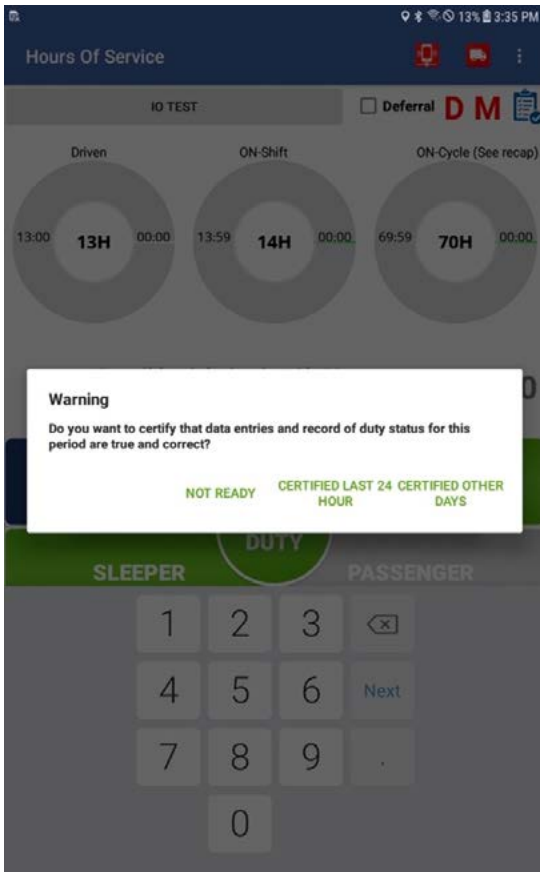 13% 3:35 PM
Hours Of Service
IO TEST
Deferral D M
Driven
ON-Shift
ON-Cycle (See recap)
13:00 13H 00:00 13:59 14H 00:00 69:59 70H 00:00
0
Warning
Do you want to certify that data entries and record of duty status for this
period are true and correct?
NOT READY
CERTIFIED LAST 24
HOUR
CERTIFIED OTHER
DAYS
DUTY
SLEEPER
PASSENGER
1 2 3
4 5 6 Next
7 8 9 .
0